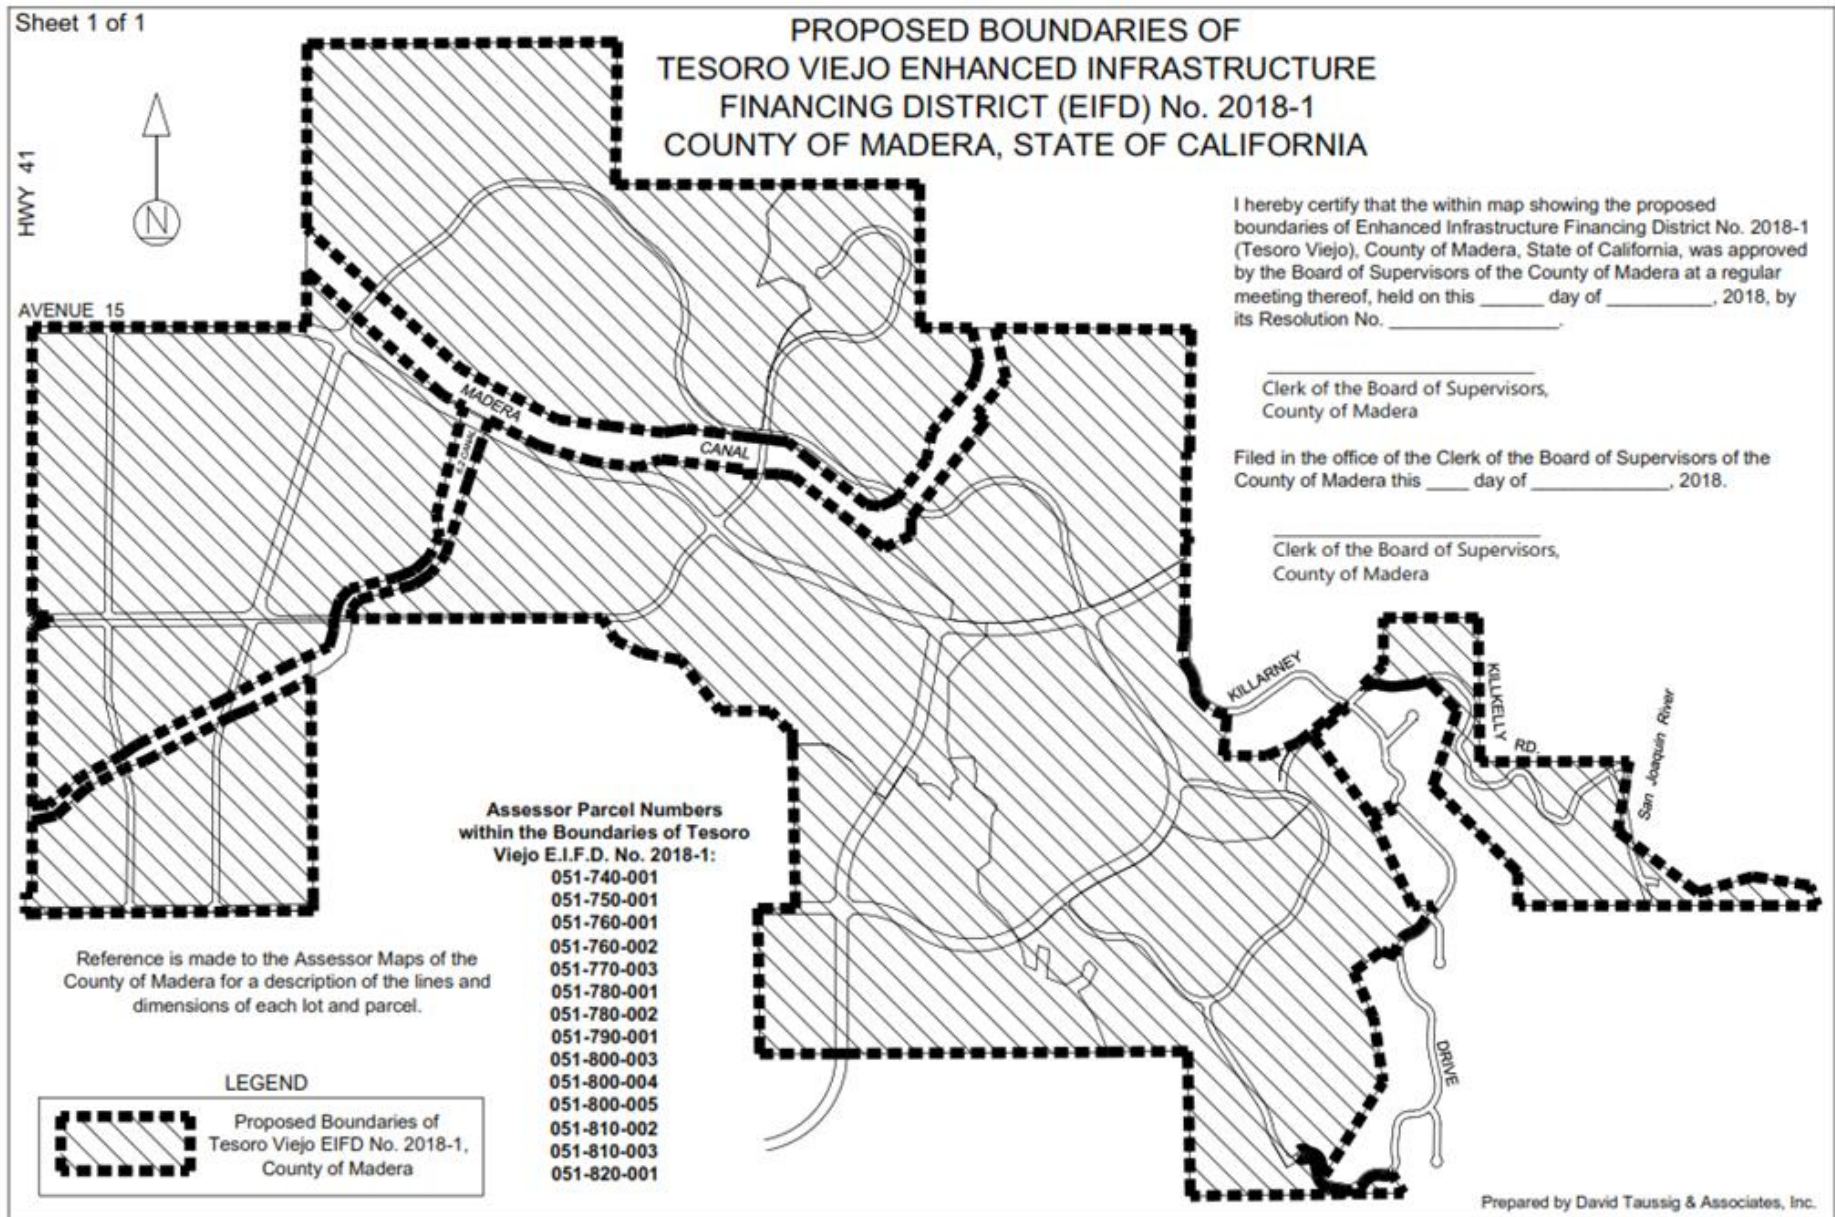 Sheet 1 of 1
PROPOSED BOUNDARIES OF
TESORO VIEJO ENHANCED INFRASTRUCTURE
FINANCING DISTRICT (EIFD) No. 2018-1
COUNTY OF MADERA, STATE OF CALIFORNIA
HWY 41
N
AVENUE 15
I hereby certify that the within map showing the proposed
boundaries of Enhanced Infrastructure Financing District No. 2018-1
(Tesoro Viejo), County of Madera, State of California, was approved
by the Board of Supervisors of the County of Madera at a regular
meeting thereof, held on this ______ day of __________, 2018, by
its Resolution No. ________________.
Clerk of the Board of Supervisors,
County of Madera
Filed in the office of the Clerk of the Board of Supervisors of the
County of Madera this ____ day of _____________, 2018.
Clerk of the Board of Supervisors,
County of Madera
MADERA
CANAL
CANAL
KILLARNEY
KILLKELLY
RD.
San Joaquin River
DRIVE
Assessor Parcel Numbers
within the Boundaries of Tesoro
Viejo E.I.F.D. No. 2018-1:
051-740-001
051-750-001
051-760-001
051-760-002
051-770-003
051-780-001
051-780-002
051-790-001
051-800-003
051-800-004
051-800-005
051-810-002
051-810-003
051-820-001
Reference is made to the Assessor Maps of the
County of Madera for a description of the lines and
dimensions of each lot and parcel.
LEGEND
Proposed Boundaries of
Tesoro Viejo EIFD No. 2018-1,
County of Madera
Prepared by David Taussig & Associates, Inc.